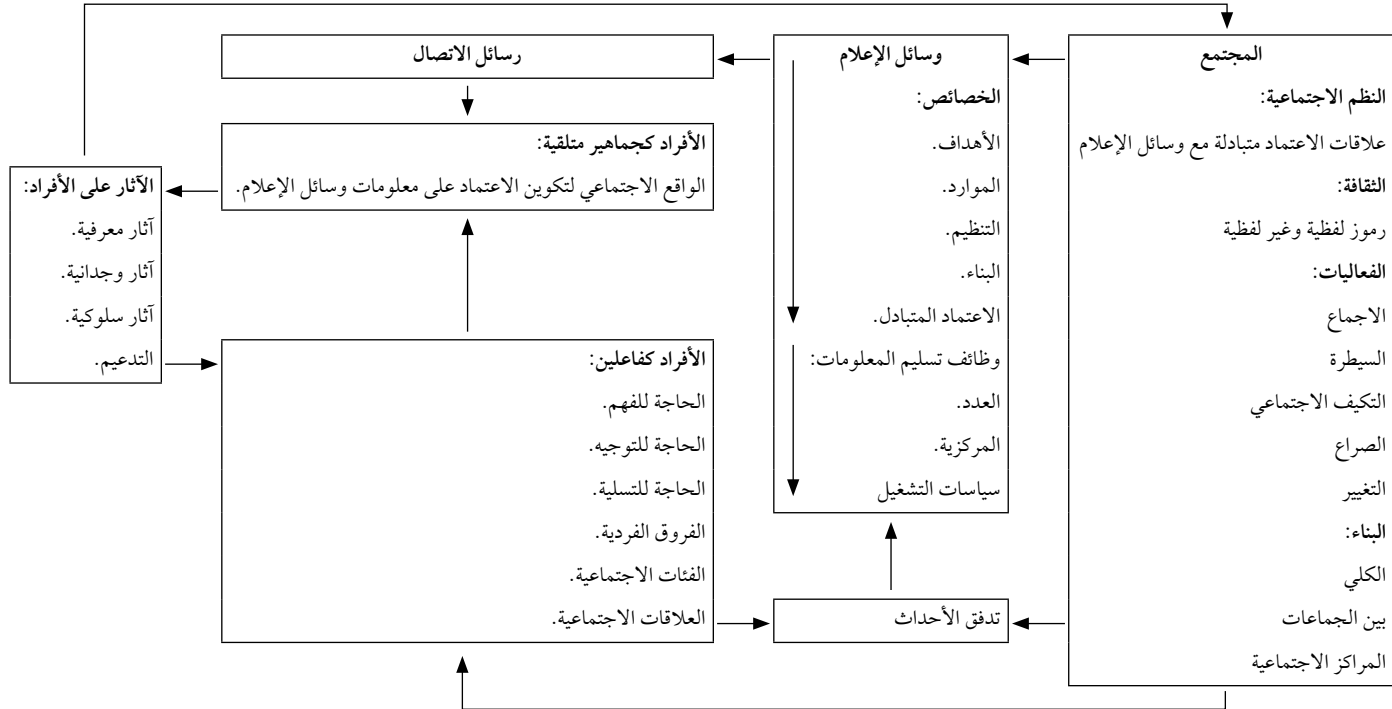 المجتمع
النظم الاجتماعية:
علاقات الاعتماد متبادلة مع وسائل الإعلام
الثقافة:
رموز لفظية وغير لفظية
الفعاليات:
الاجماع
السيطرة
التكيف الاجتماعي
الصراع
التغيير
البناء:
الكلي
بين الجماعات
المراكز الاجتماعية
وسائل الإعلام
الخصائص:
الأهداف.
الموارد.
التنظيم.
البناء.
الاعتماد المتبادل.
وظائف تسليم المعلومات:
العدد.
المركزية.
سياسات التشغيل
تدفق الأحداث
رسائل الاتصال
الأفراد كجماهير متلقية:
الواقع الاجتماعي لتكوين الاعتماد على معلومات وسائل الإعلام.
الأفراد كفاعلين:
الحاجة للفهم.
الحاجة للتوجيه.
الحاجة للتسلية.
الفروق الفردية.
الفئات الاجتماعية.
العلاقات الاجتماعية.
الآثار على الأفراد:
آثار معرفية.
آثار وجدانية.
آثار سلوكية.
التدعيم.